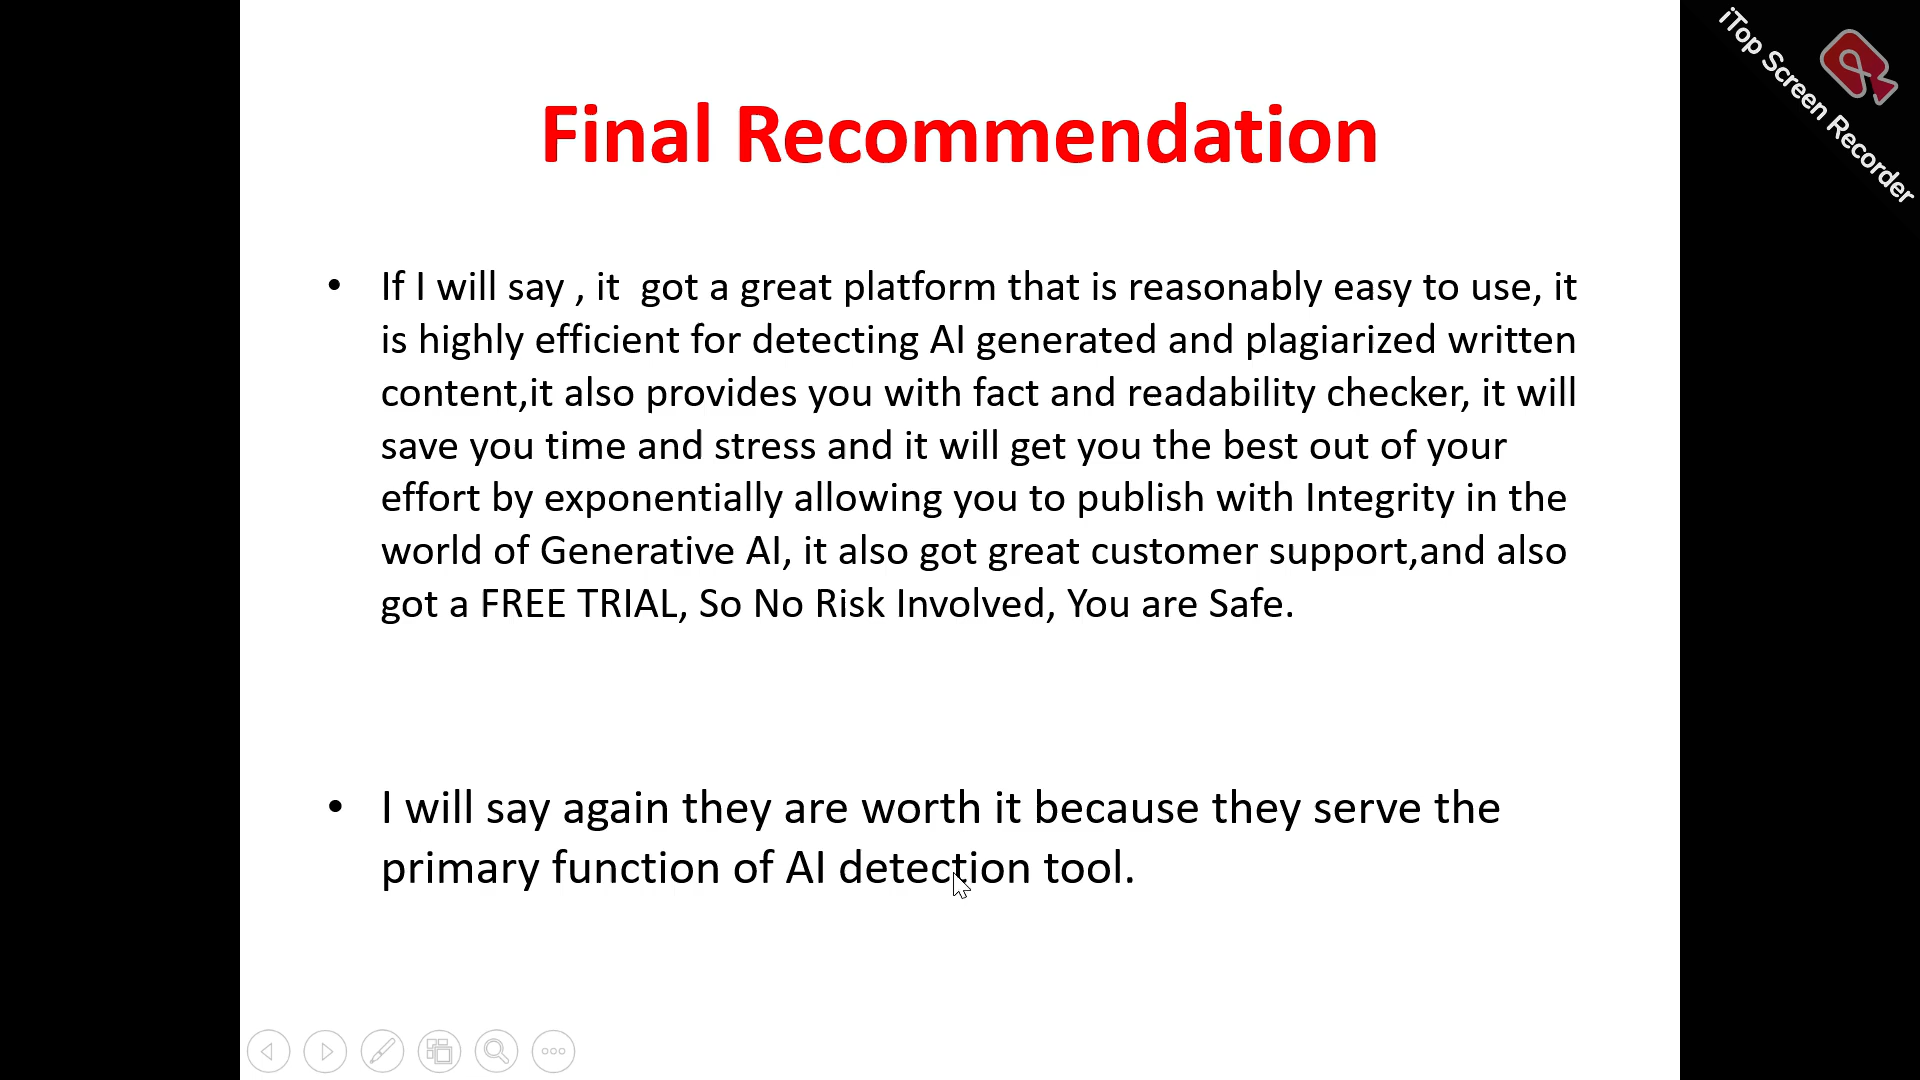 iTop Screen Recorder
Final Recommendation
• If I will say , it  got a great platform that is reasonably easy to use, it
is highly efficient for detecting AI generated and plagiarized written
content,it also provides you with fact and readability checker, it will
save you time and stress and it will get you the best out of your
effort by exponentially allowing you to publish with Integrity in the
world of Generative AI, it also got great customer support,and also
got a FREE TRIAL, So No Risk Involved, You are Safe.
• I will say again they are worth it because they serve the
primary function of AI detection tool.